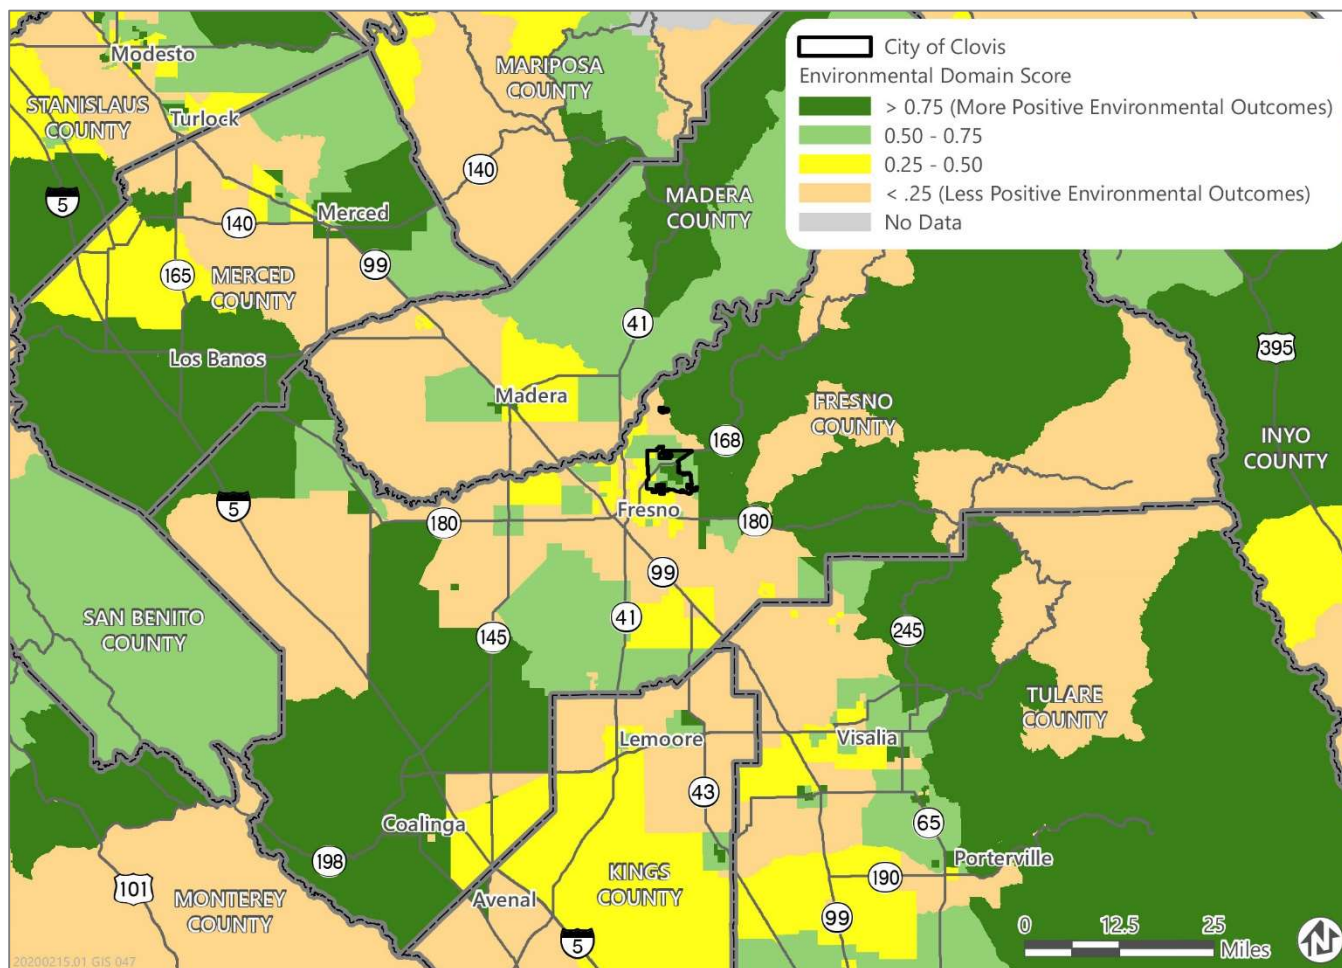 City of Clovis
Environmental Domain Score
> 0.75 (More Positive Environmental Outcomes)
0.50 - 0.75
0.25 - 0.50
< .25 (Less Positive Environmental Outcomes)
No Data
Modesto
MARIPOSA
COUNTY
STANISLAUS
COUNTY
Turlock
140
5
MADERA
COUNTY
Merced
140
99
165
MERCED
COUNTY
41
395
Los Banos
Madera
FRESNO
COUNTY
168
INYO
COUNTY
5
180
Fresno
180
99
SAN BENITO
COUNTY
145
41
245
TULARE
COUNTY
Lemoore
Visalia
43
Coalinga
65
198
Porterville
101
MONTEREY
COUNTY
KINGS
COUNTY
190
Avenal
99
5
0 12.5 25
Miles
N
20200215.01 GIS 047